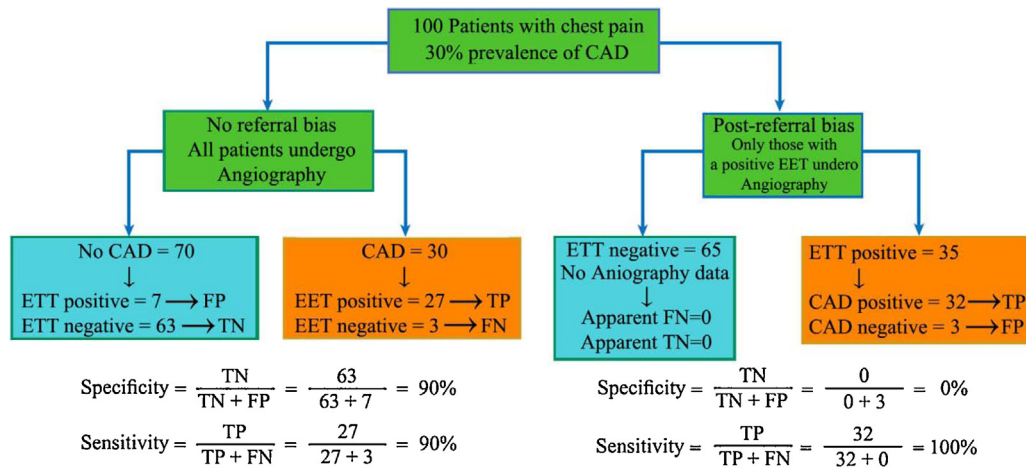 100 Patients with chest pain
30% prevalence of CAD
No referral bias
All patients undergo
Angiography
Post-referral bias
Only those with
a positive EET undero
Angiography
No CAD = 70
↓
ETT positive = 7 → FP
ETT negative = 63 → TN
CAD = 30
↓
EET positive = 27 → TP
EET negative = 3 → FN
ETT negative = 65
No Aniography data
↓
Apparent FN=0
Apparent TN=0
ETT positive = 35
↓
CAD positive = 32 → TP
CAD negative = 3 → FP
Specificity = TN / TN + FP = 63 / 63 + 7 = 90%
Sensitivity = TP / TP + FN = 27 / 27 + 3 = 90%
Specificity = TN / TN + FP = 0 / 0 + 3 = 0%
Sensitivity = TP / TP + FN = 32 / 32 + 0 = 100%